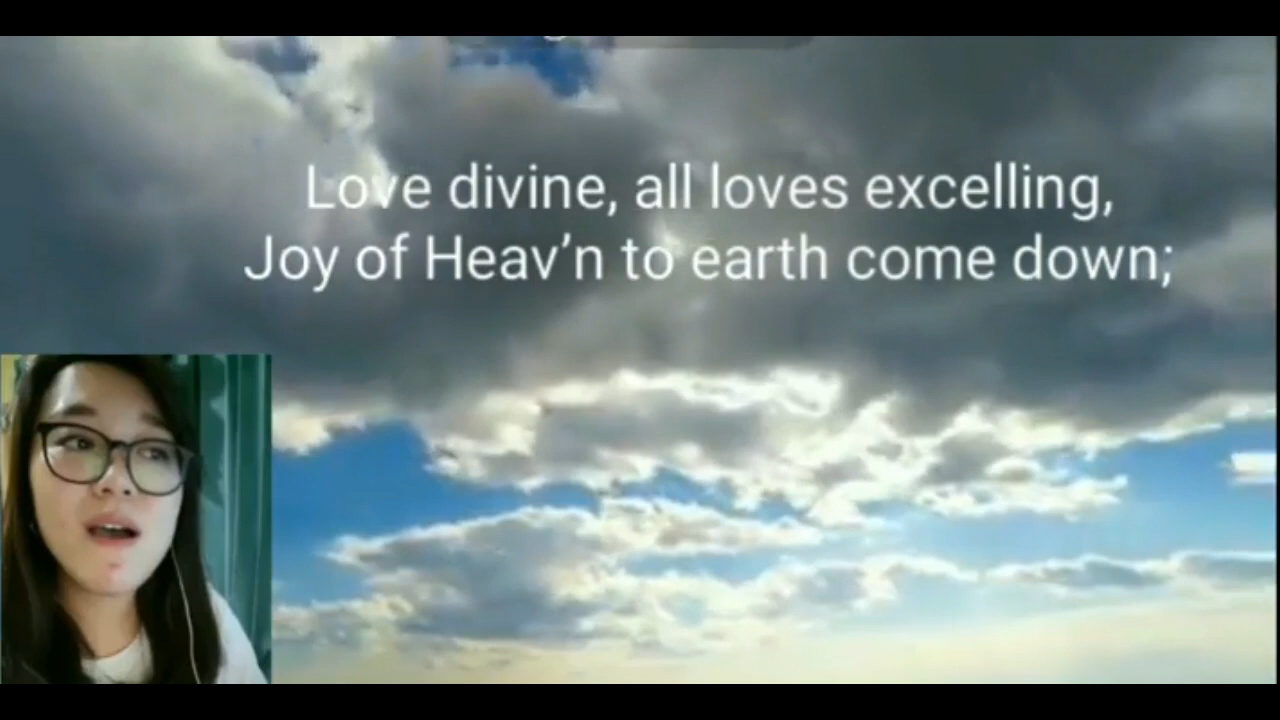 Love divine, all loves excelling,
Joy of Heav’n to earth come down;